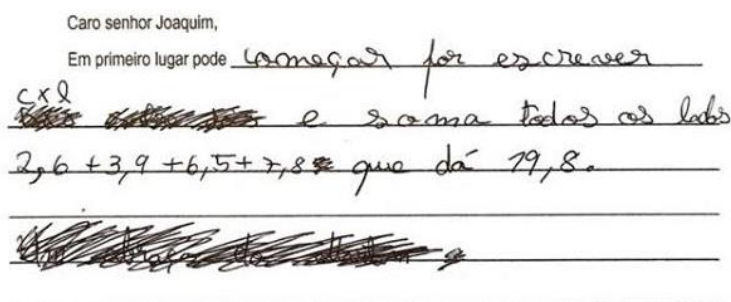 Caro senhor Joaquim,
Em primeiro lugar pode começar por escrever
cxl
e soma todos os lados
2,6 + 3,9 + 6,5 + 7,8 que dá 19,8.